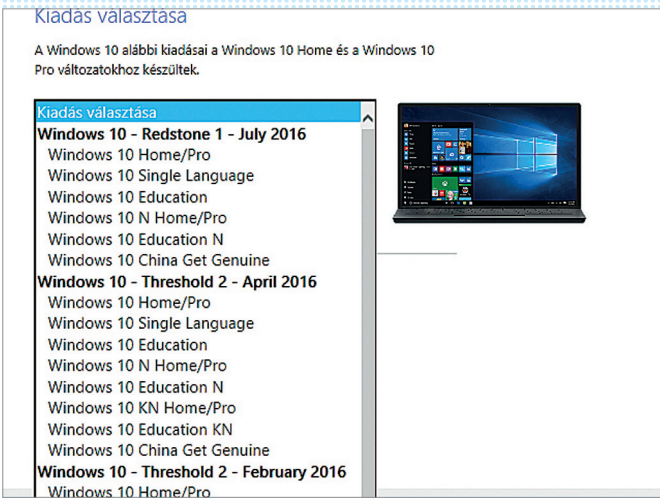 Kiadás választása
A Windows 10 alábbi kiadásai a Windows 10 Home és a Windows 10
Pro változatokhoz készültek.
Kiadás választása
Windows 10 - Redstone 1 - July 2016
Windows 10 Home/Pro
Windows 10 Single Language
Windows 10 Education
Windows 10 N Home/Pro
Windows 10 Education N
Windows 10 China Get Genuine
Windows 10 - Threshold 2 - April 2016
Windows 10 Home/Pro
Windows 10 Single Language
Windows 10 Education
Windows 10 N Home/Pro
Windows 10 Education N
Windows 10 KN Home/Pro
Windows 10 Education KN
Windows 10 China Get Genuine
Windows 10 - Threshold 2 - February 2016
Windows 10 Home/Pro